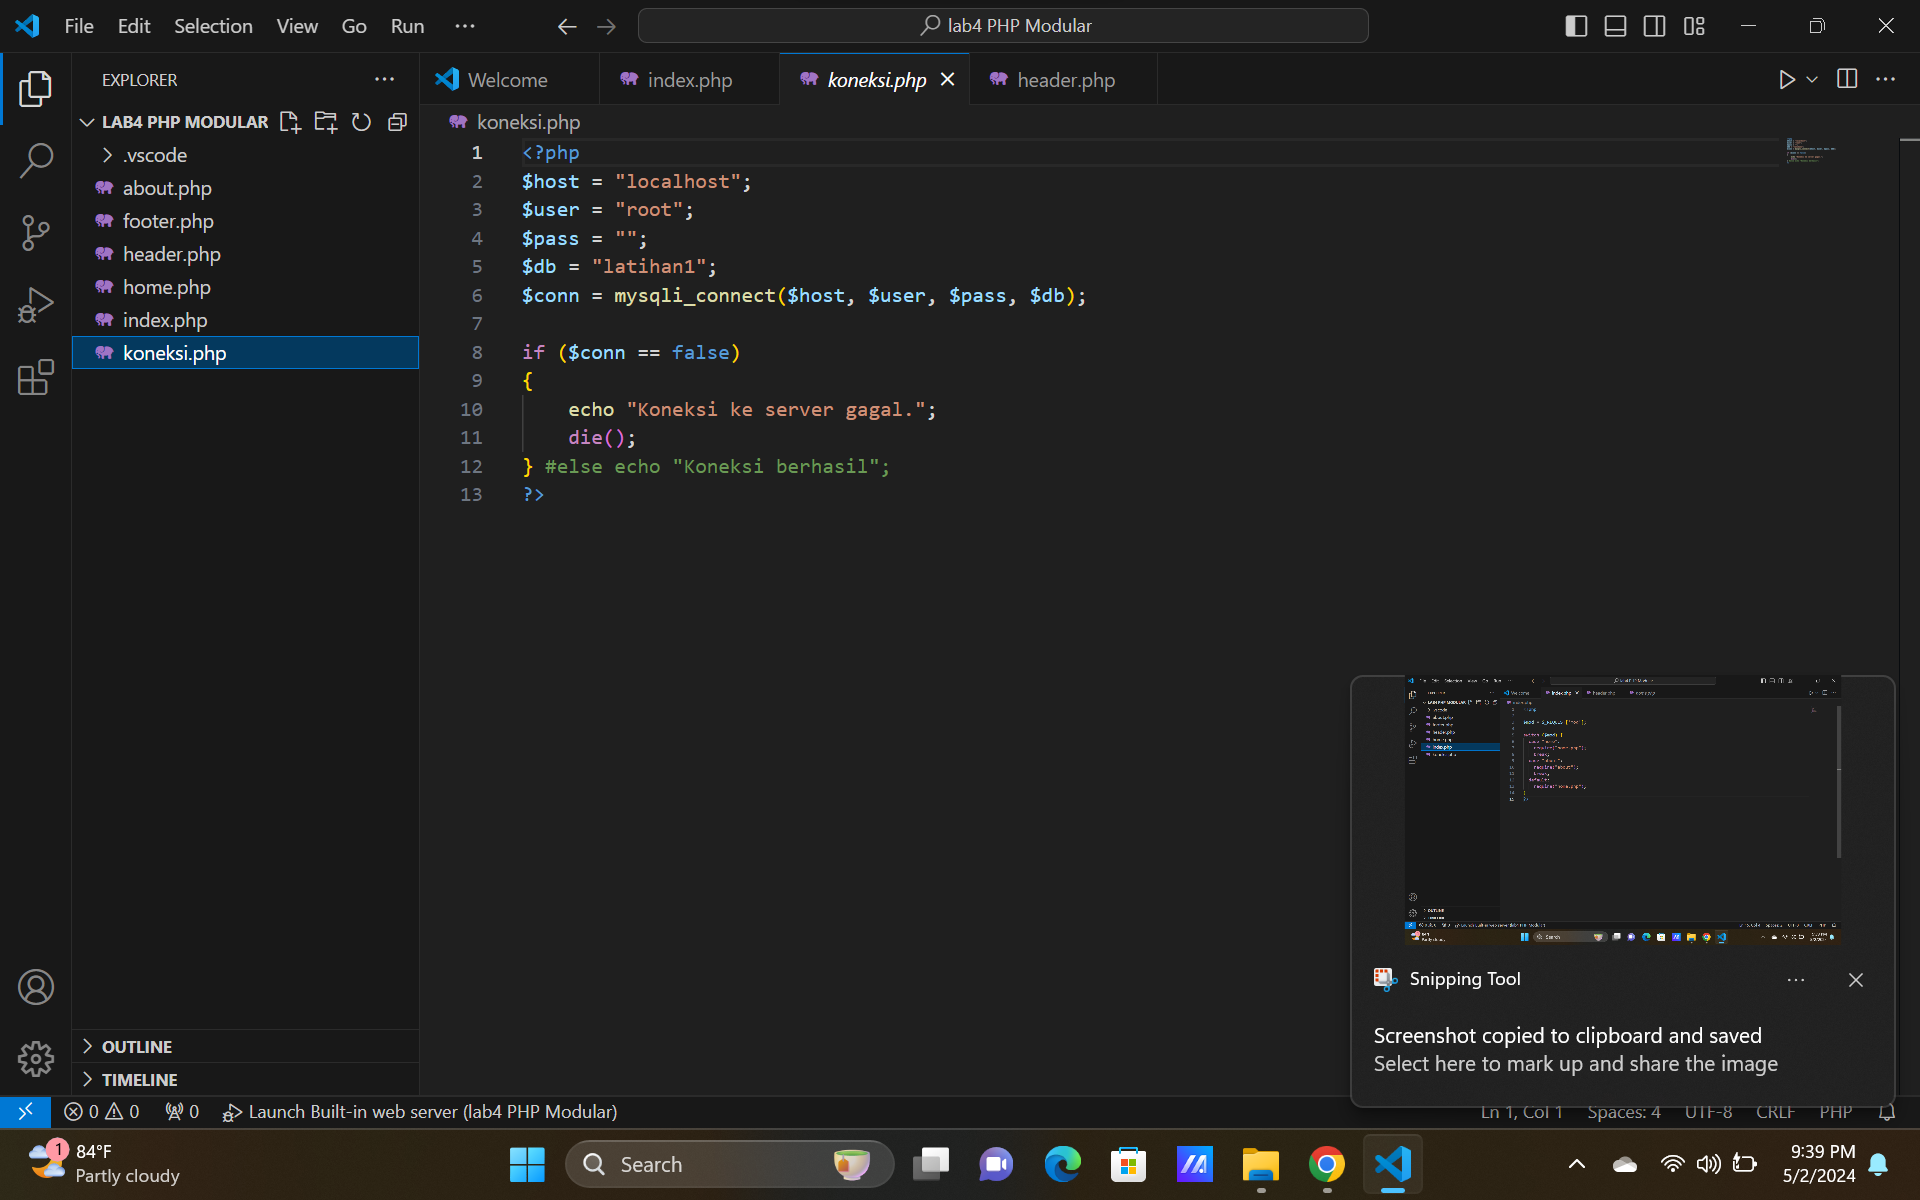 File Edit Selection View Go Run ···
lab4 PHP Modular
EXPLORER
Welcome
index.php
koneksi.php
header.php
LAB4 PHP MODULAR
.vscode
about.php
footer.php
header.php
home.php
index.php
koneksi.php
koneksi.php
1 <?php
2 $host = "localhost";
3 $user = "root";
4 $pass = "";
5 $db = "latihan1";
6 $conn = mysqli_connect($host, $user, $pass, $db);
7
8 if ($conn == false)
9 {
10 echo "Koneksi ke server gagal.";
11 die();
12 } #else echo "Koneksi berhasil";
13 ?>
Snipping Tool
Screenshot copied to clipboard and saved
Select here to mark up and share the image
OUTLINE
TIMELINE
0 0 0 Launch Built-in web server (lab4 PHP Modular)
Ln 1, Col 1 Spaces: 4 UTF-8 CRLF PHP
1
84°F
Partly cloudy
Search
9:39 PM
5/2/2024